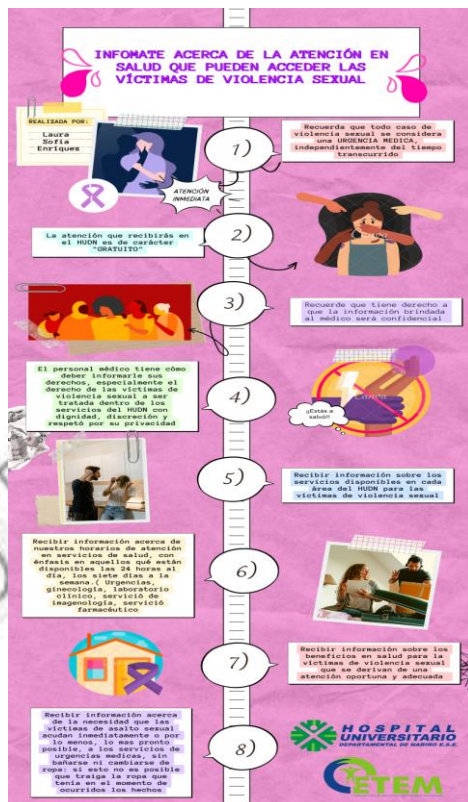 INFOMATE ACERCA DE LA ATENCIÓN EN
SALUD QUE PUEDEN ACCEDER LAS
VÍCTIMAS DE VIOLENCIA SEXUAL
REALIZADA POR:
Laura
Sofia
Enriquez
1)
Recuerda que todo caso de
violencia sexual se considera
una URGENCIA MEDICA,
independientemente del tiempo
transcurrido
ATENCIÓN
INMEDIATA
2)
La atención que recibirás en
el HUDN es de carácter
"GRATUITO"
3)
Recuerde que tiene derecho a
que la información brindada
al médico será confidencial
El personal médico tiene cómo
deber informarle sus
derechos, especialmente el
derecho de las víctimas de
violencia sexual a ser
tratada dentro de los
servicios del HUDN con
dignidad, discreción y
respetó por su privacidad
4)
¡¡Estás a
salvo!!
5)
Recibir información sobre los
servicios disponibles en cada
área del HUDN para las
víctimas de violencia sexual
Recibir información acerca de
nuestros horarios de atención
en servicios de salud, con
énfasis en aquellos qué están
disponibles las 24 horas al
día, los siete días a la
semana.( Urgencias,
ginecología, laboratorio
clínico, servició de
imagenología, servició
farmacéutico
6)
7)
Recibir información sobre los
beneficios en salud para la
víctimas de violencia sexual
que se derivan de una
atención oportuna y adecuada
Recibir información acerca
de la necesidad que las
víctimas de asalto sexual
acudan inmediatamente o por
lo menos, lo mas pronto
posible, a los servicios de
urgencias medicas, sin
bañarse ni cambiarse de
ropa: si esto no es posible
que traiga la ropa que
tenía en el momento de
ocurridos los hechos
8)
HOSPITAL
UNIVERSITARIO
DEPARTAMENTAL DE NARIÑO E.S.E.
CETEM